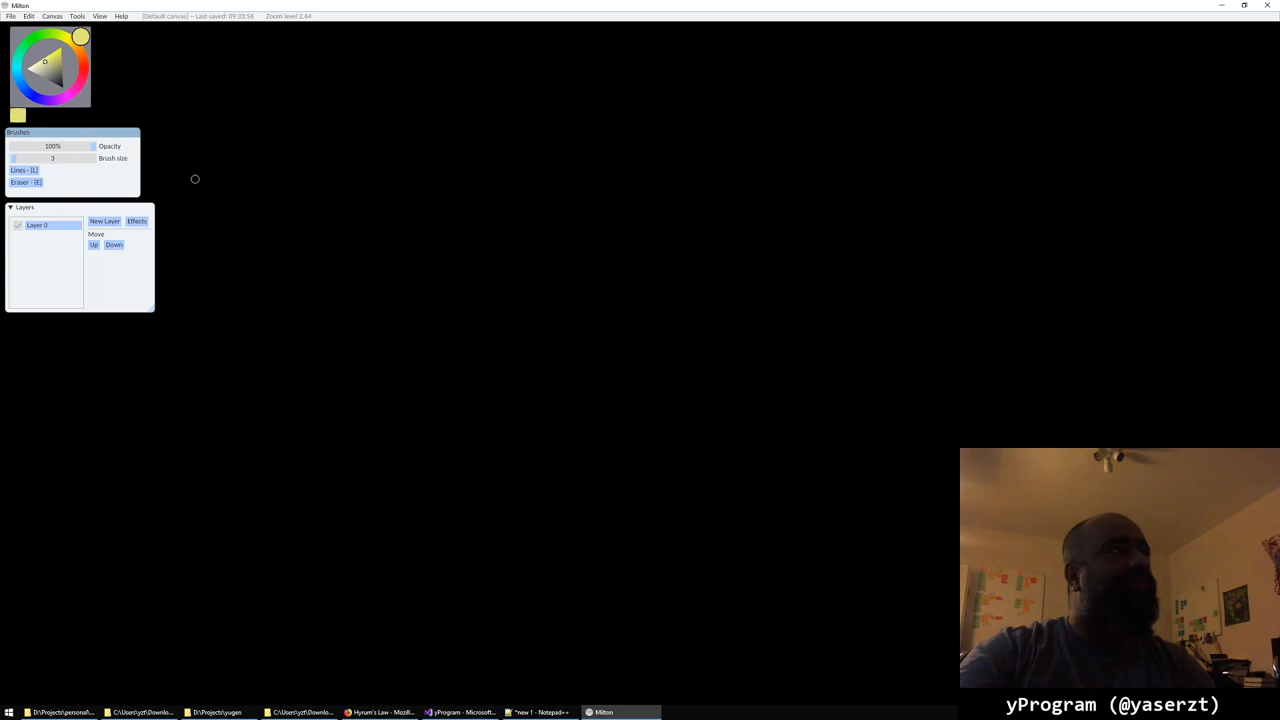 Milton
File Edit Canvas Tools View Help [Default canvas] -- Last saved: 09:33:56 Zoom level 2.64
Brushes
100% Opacity
3 Brush size
Lines - [L]
Eraser - [E]
Layers
Layer 0 New Layer Effects
Move
Up Down
yProgram (@yaserzt)
D:\Projects\personal\... C:\Users\yzt\Downlo... D:\Projects\yugen C:\Users\yzt\Downlo... Hyrum's Law - Mozill... yProgram - Microsoft... *new 1 - Notepad++ Milton